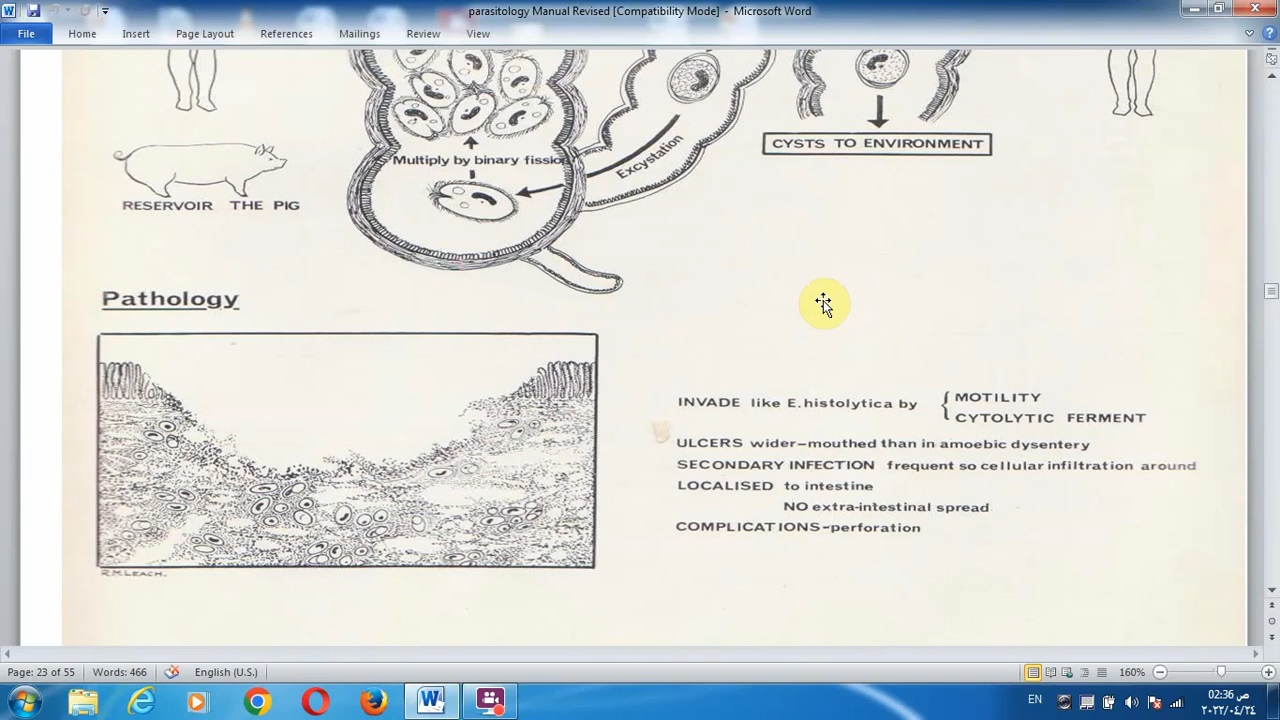 parasitology Manual Revised [Compatibility Mode] - Microsoft Word
File Home Insert Page Layout References Mailings Review View
CYSTS TO ENVIRONMENT
Multiply by binary fission
Excystation
RESERVOIR THE PIG
Pathology
INVADE like E.histolytica by { MOTILITY
CYTOLYTIC FERMENT
ULCERS wider-mouthed than in amoebic dysentery
SECONDARY INFECTION frequent so cellular infiltration around
LOCALISED to intestine
NO extra-intestinal spread
COMPLICATIONS-perforation
R.M.LEACH.
Page: 23 of 55 Words: 466 English (U.S.) 160%
EN
02:36 ص
٢٠٢٢/٠٤/٢٤